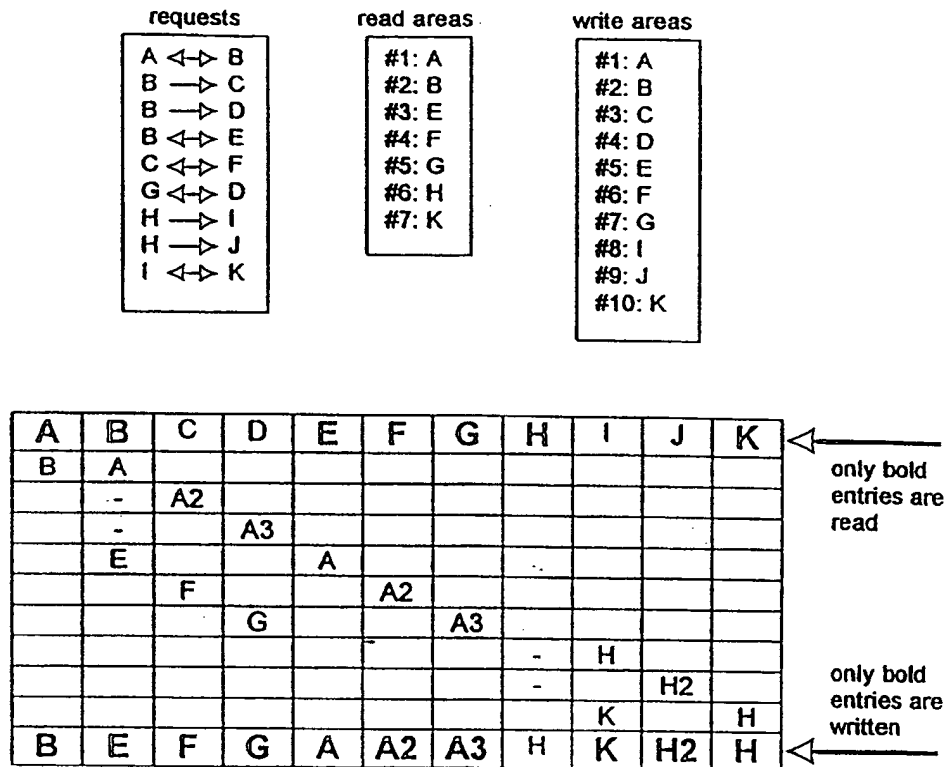 requests
A <-> B
B —> C
B —> D
B <-> E
C <-> F
G <-> D
H —> I
H —> J
I <-> K
read areas
#1: A
#2: B
#3: E
#4: F
#5: G
#6: H
#7: K
write areas
#1: A
#2: B
#3: C
#4: D
#5: E
#6: F
#7: G
#8: I
#9: J
#10: K
A B C D E F G H I J K
B A
- A2
- A3
E A
F A2
G A3
- H
- H2
K H
B E F G A A2 A3 H K H2 H
only bold
entries are
read
only bold
entries are
written